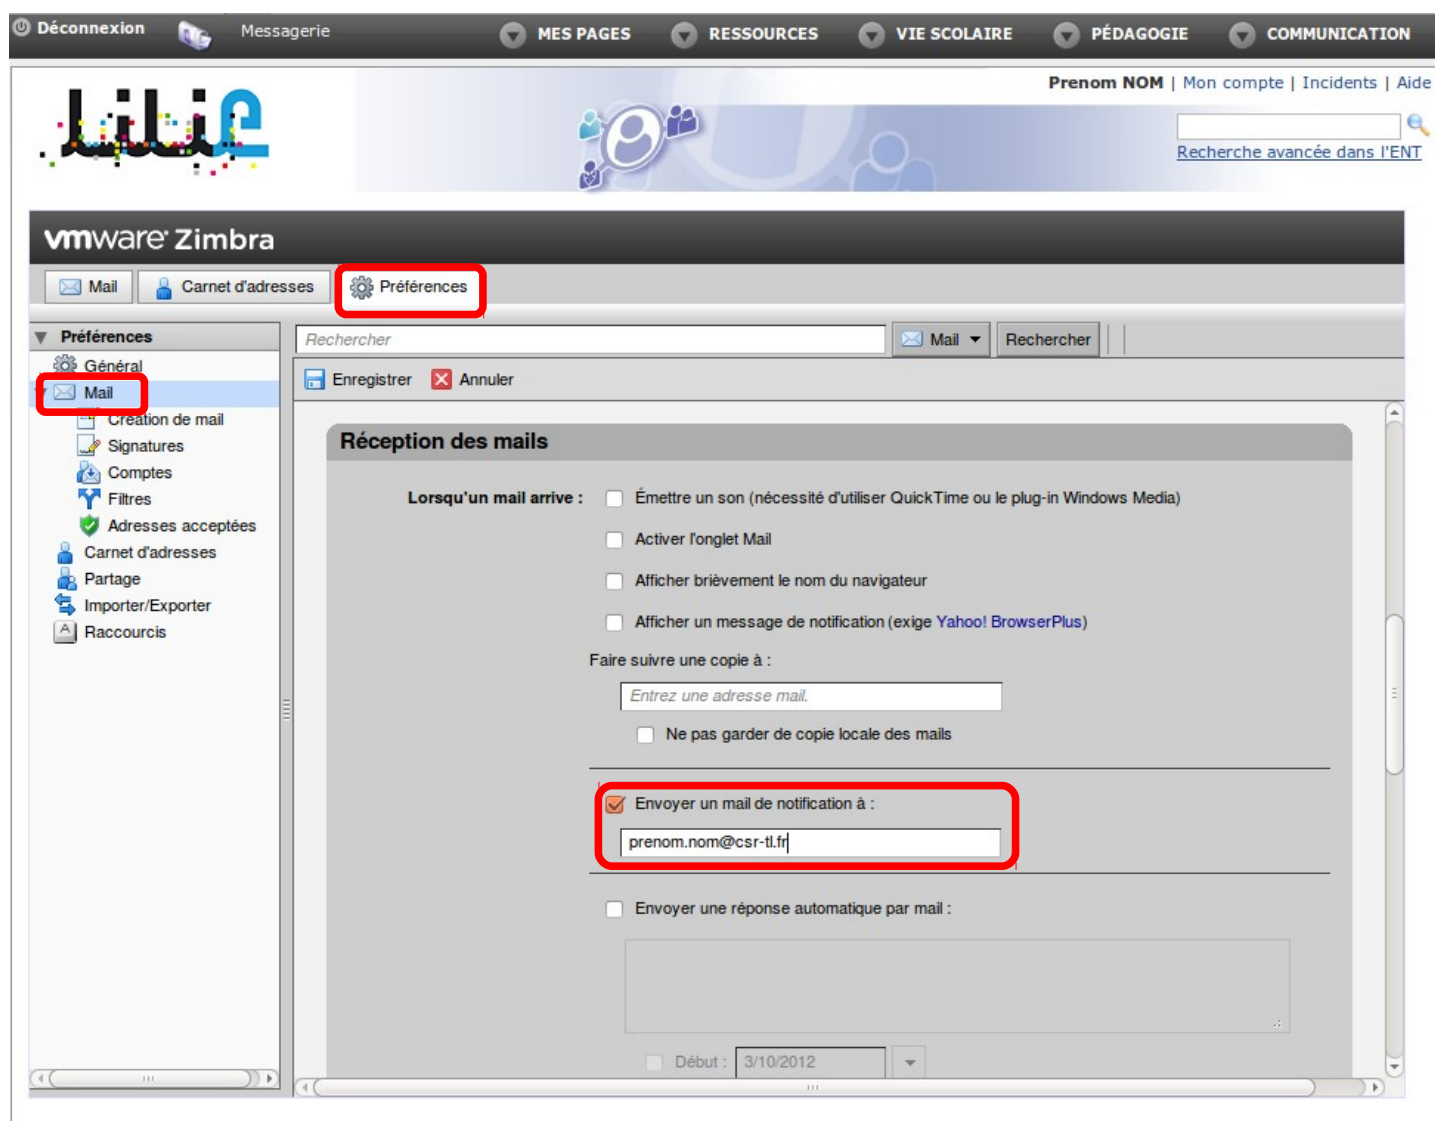 Déconnexion Messagerie MES PAGES RESSOURCES VIE SCOLAIRE PÉDAGOGIE COMMUNICATION
Prenom NOM | Mon compte | Incidents | Aide
lilie
Recherche avancée dans l'ENT
vmware Zimbra
Mail Carnet d'adresses Préférences
Préférences
Rechercher Mail Rechercher
Général
Enregistrer Annuler
Mail
Création de mail
Signatures
Comptes
Filtres
Adresses acceptées
Carnet d'adresses
Partage
Importer/Exporter
Raccourcis
Réception des mails
Lorsqu'un mail arrive : Émettre un son (nécessité d'utiliser QuickTime ou le plug-in Windows Media)
Activer l'onglet Mail
Afficher brièvement le nom du navigateur
Afficher un message de notification (exige Yahoo! BrowserPlus)
Faire suivre une copie à :
Entrez une adresse mail.
Ne pas garder de copie locale des mails
Envoyer un mail de notification à :
prenom.nom@csr-tl.fr
Envoyer une réponse automatique par mail :
Début : 3/10/2012